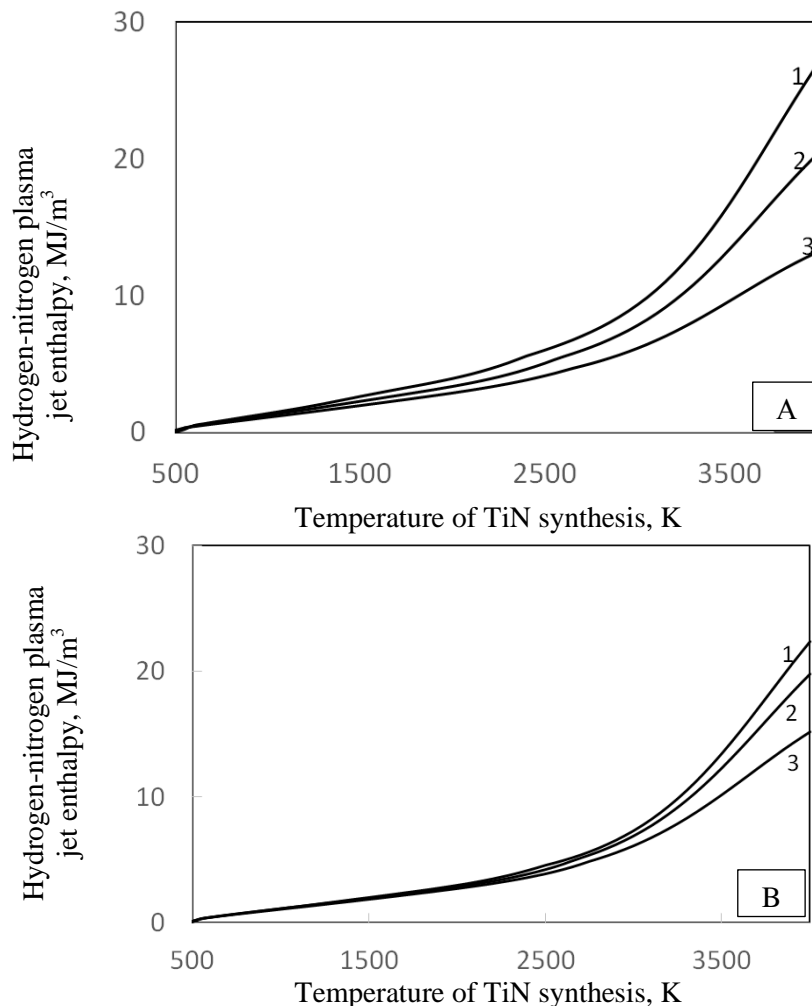 30
20
10
0
500
1500
2500
3500
1
2
3
A
Hydrogen-nitrogen plasma
jet enthalpy, MJ/m³
Temperature of TiN synthesis, K
30
20
10
0
500
1500
2500
3500
1
2
3
B
Hydrogen-nitrogen plasma
jet enthalpy, MJ/m³
Temperature of TiN synthesis, K